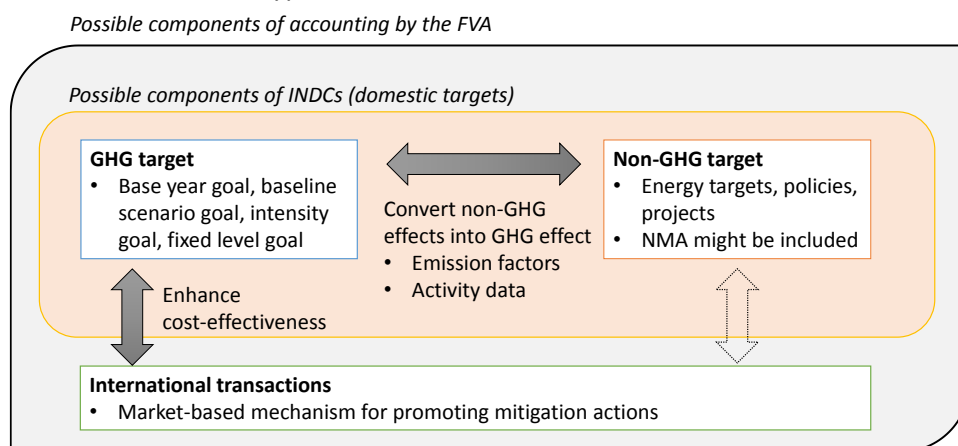 Possible components of accounting by the FVA
Possible components of INDCs (domestic targets)
GHG target
• Base year goal, baseline
scenario goal, intensity
goal, fixed level goal
Convert non-GHG
effects into GHG effect
• Emission factors
• Activity data
Non-GHG target
• Energy targets, policies,
projects
• NMA might be included
Enhance
cost-effectiveness
International transactions
• Market-based mechanism for promoting mitigation actions